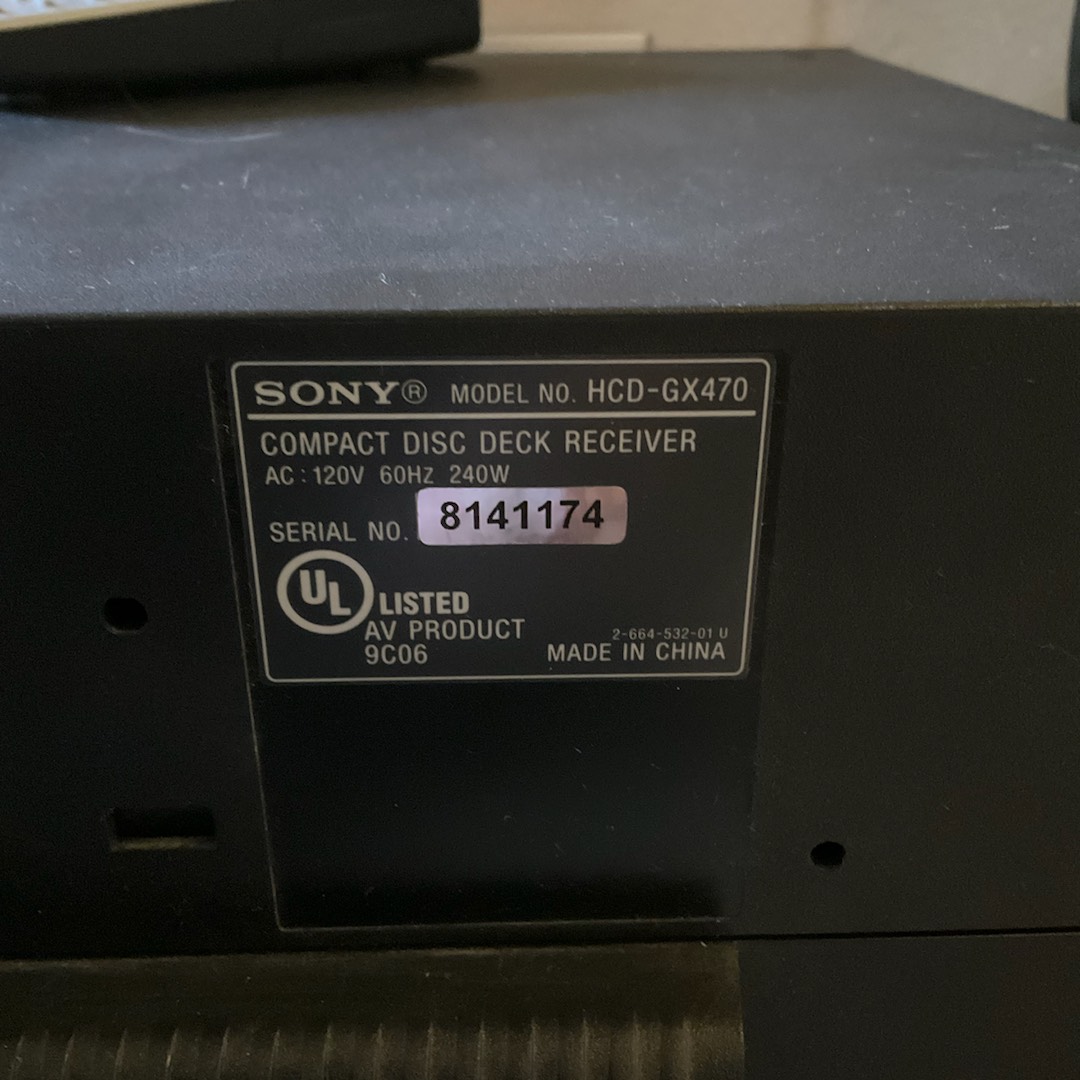 SONY® MODEL NO. HCD-GX470
COMPACT DISC DECK RECEIVER
AC : 120V 60HZ 240W
SERIAL NO. 8141174
UL LISTED
AV PRODUCT
9C06
2-664-532-01 U
MADE IN CHINA